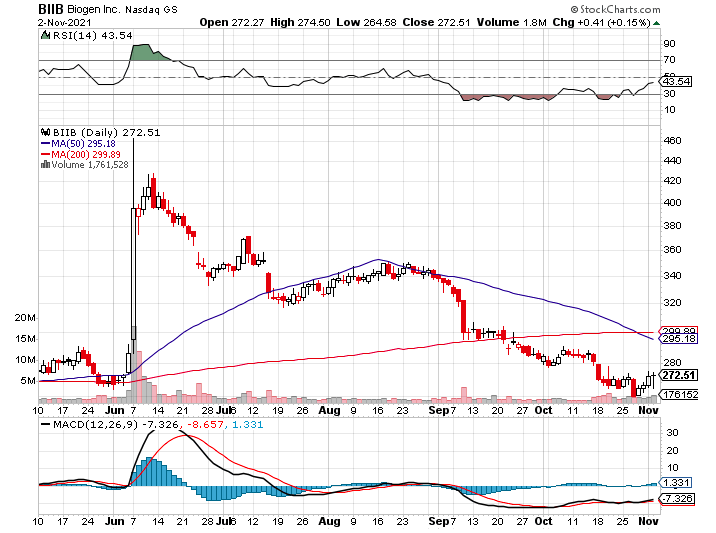 BIIB Biogen Inc. Nasdaq GS © StockCharts.com
2-Nov-2021 Open 272.27 High 274.50 Low 264.58 Close 272.51 Volume 1.8M Chg +0.41 (+0.15%)
RSI(14) 43.54
90
70
50
43.54
30
10
BIIB (Daily) 272.51
MA(50) 295.18
MA(200) 299.89
Volume 1,761,528
460
440
420
400
380
360
340
320
299.89
295.18
280
272.51
176152
20M
15M
10M
5M
10 17 24 Jun 7 14 21 28 Jul 6 12 19 26 Aug 9 16 23 Sep 7 13 20 27 Oct 11 18 25 Nov
MACD(12,26,9) -7.326, -8.657, 1.331
30
20
10
1.331
-7.326
10 17 24 Jun 7 14 21 28 Jul 6 12 19 26 Aug 9 16 23 Sep 7 13 20 27 Oct 11 18 25 Nov